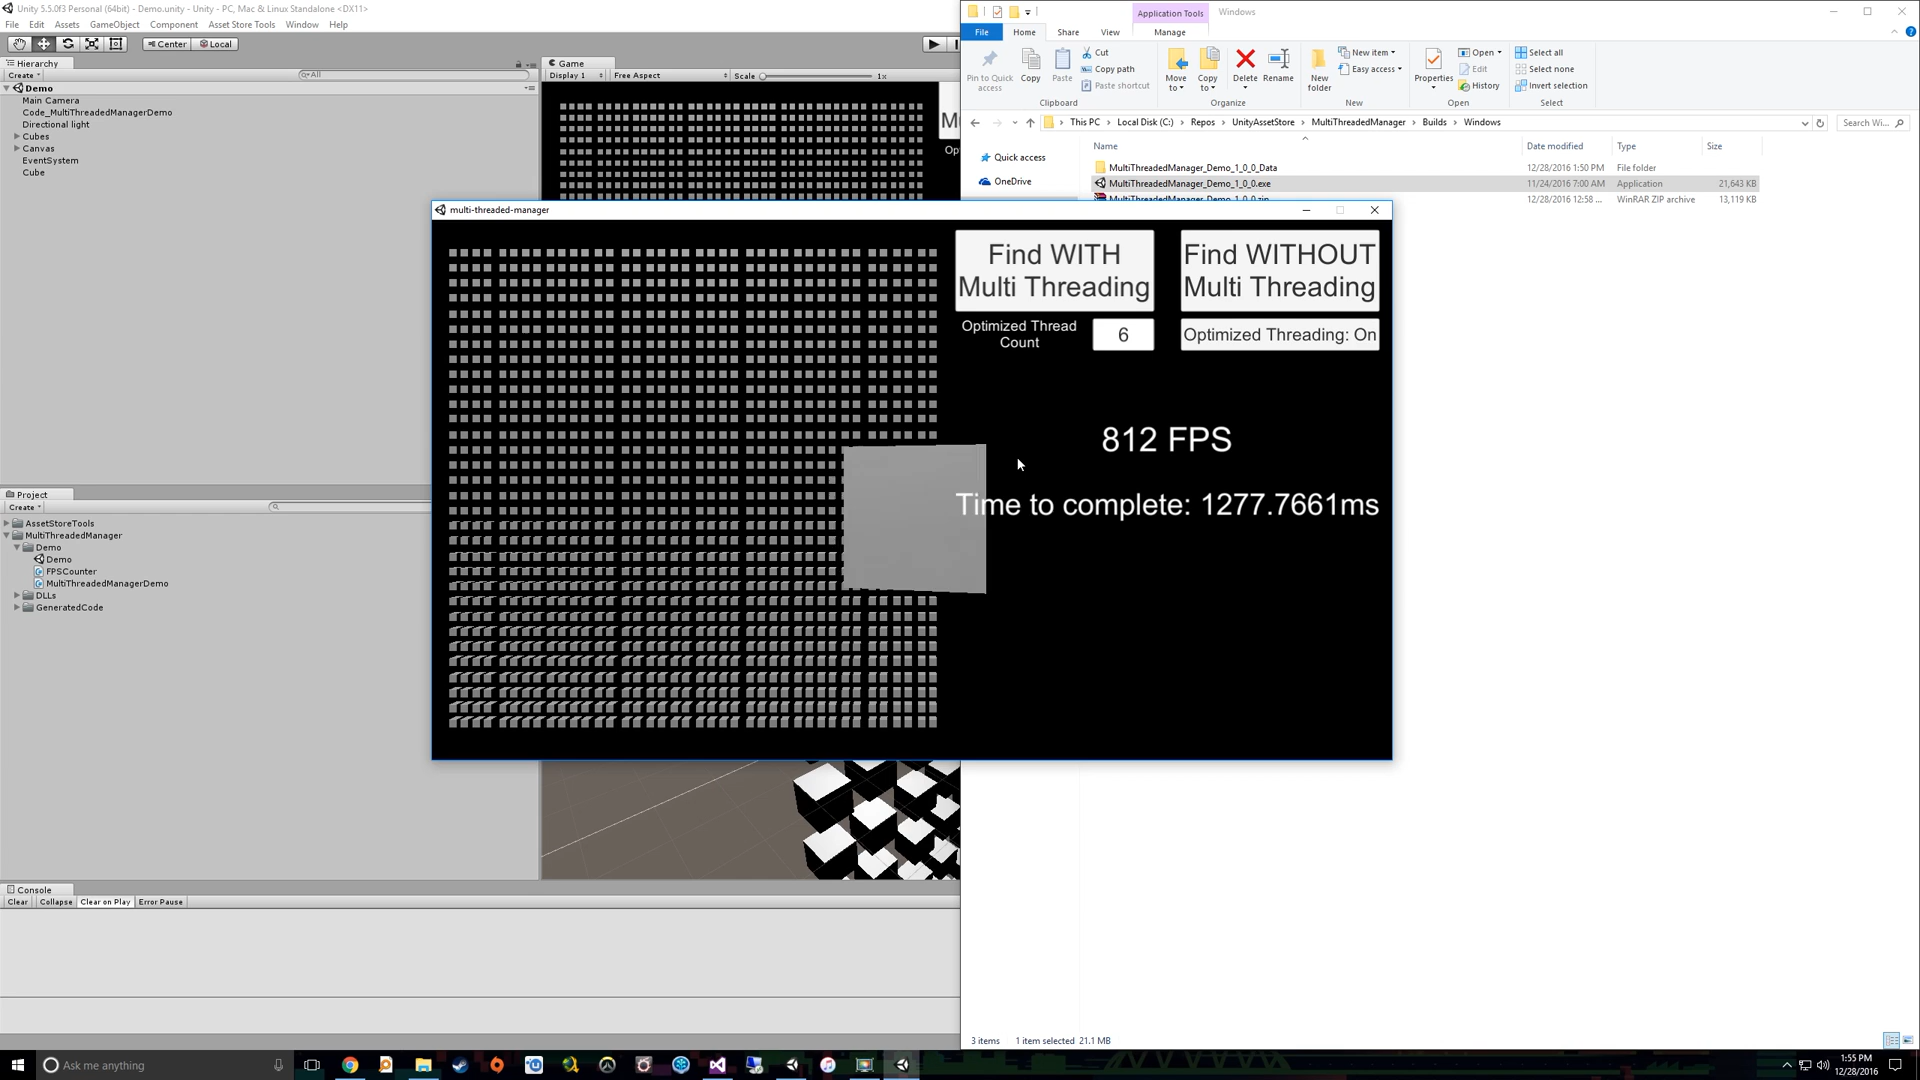 Unity 5.5.0f3 Personal (64bit) - Demo.unity - Unity - PC, Mac & Linux Standalone <DX11>
File Edit Assets GameObject Component Asset Store Tools Window Help
Center Local
Hierarchy
Create All
Demo
Main Camera
Code_MultiThreadedManagerDemo
Directional light
Cubes
Canvas
EventSystem
Cube
Game
Display 1 Free Aspect Scale 1x
Application Tools Windows
File Home Share View Manage
Pin to Quick access
Copy
Paste
Cut
Copy path
Paste shortcut
Clipboard
Move to
Copy to
Delete
Rename
Organize
New folder
New item
Easy access
New
Properties
Open
Edit
History
Open
Select all
Select none
Invert selection
Select
This PC > Local Disk (C:) > Repos > UnityAssetStore > MultiThreadedManager > Builds > Windows
Search Wi...
Name Date modified Type Size
Quick access
OneDrive
MultiThreadedManager_Demo_1_0_0_Data 12/28/2016 1:50 PM File folder
MultiThreadedManager_Demo_1_0_0.exe 11/24/2016 7:00 AM Application 21,643 KB
MultiThreadedManager_Demo_1_0_0.zip 12/28/2016 12:58 ... WinRAR ZIP archive 13,119 KB
multi-threaded-manager
Find WITH
Multi Threading
Find WITHOUT
Multi Threading
Optimized Thread
Count
6
Optimized Threading: On
812 FPS
Time to complete: 1277.7661ms
Project
Create
AssetStoreTools
MultiThreadedManager
Demo
Demo
FPSCounter
MultiThreadedManagerDemo
DLLs
GeneratedCode
Console
Clear Collapse Clear on Play Error Pause
3 items 1 item selected 21.1 MB
Ask me anything
1:55 PM
12/28/2016